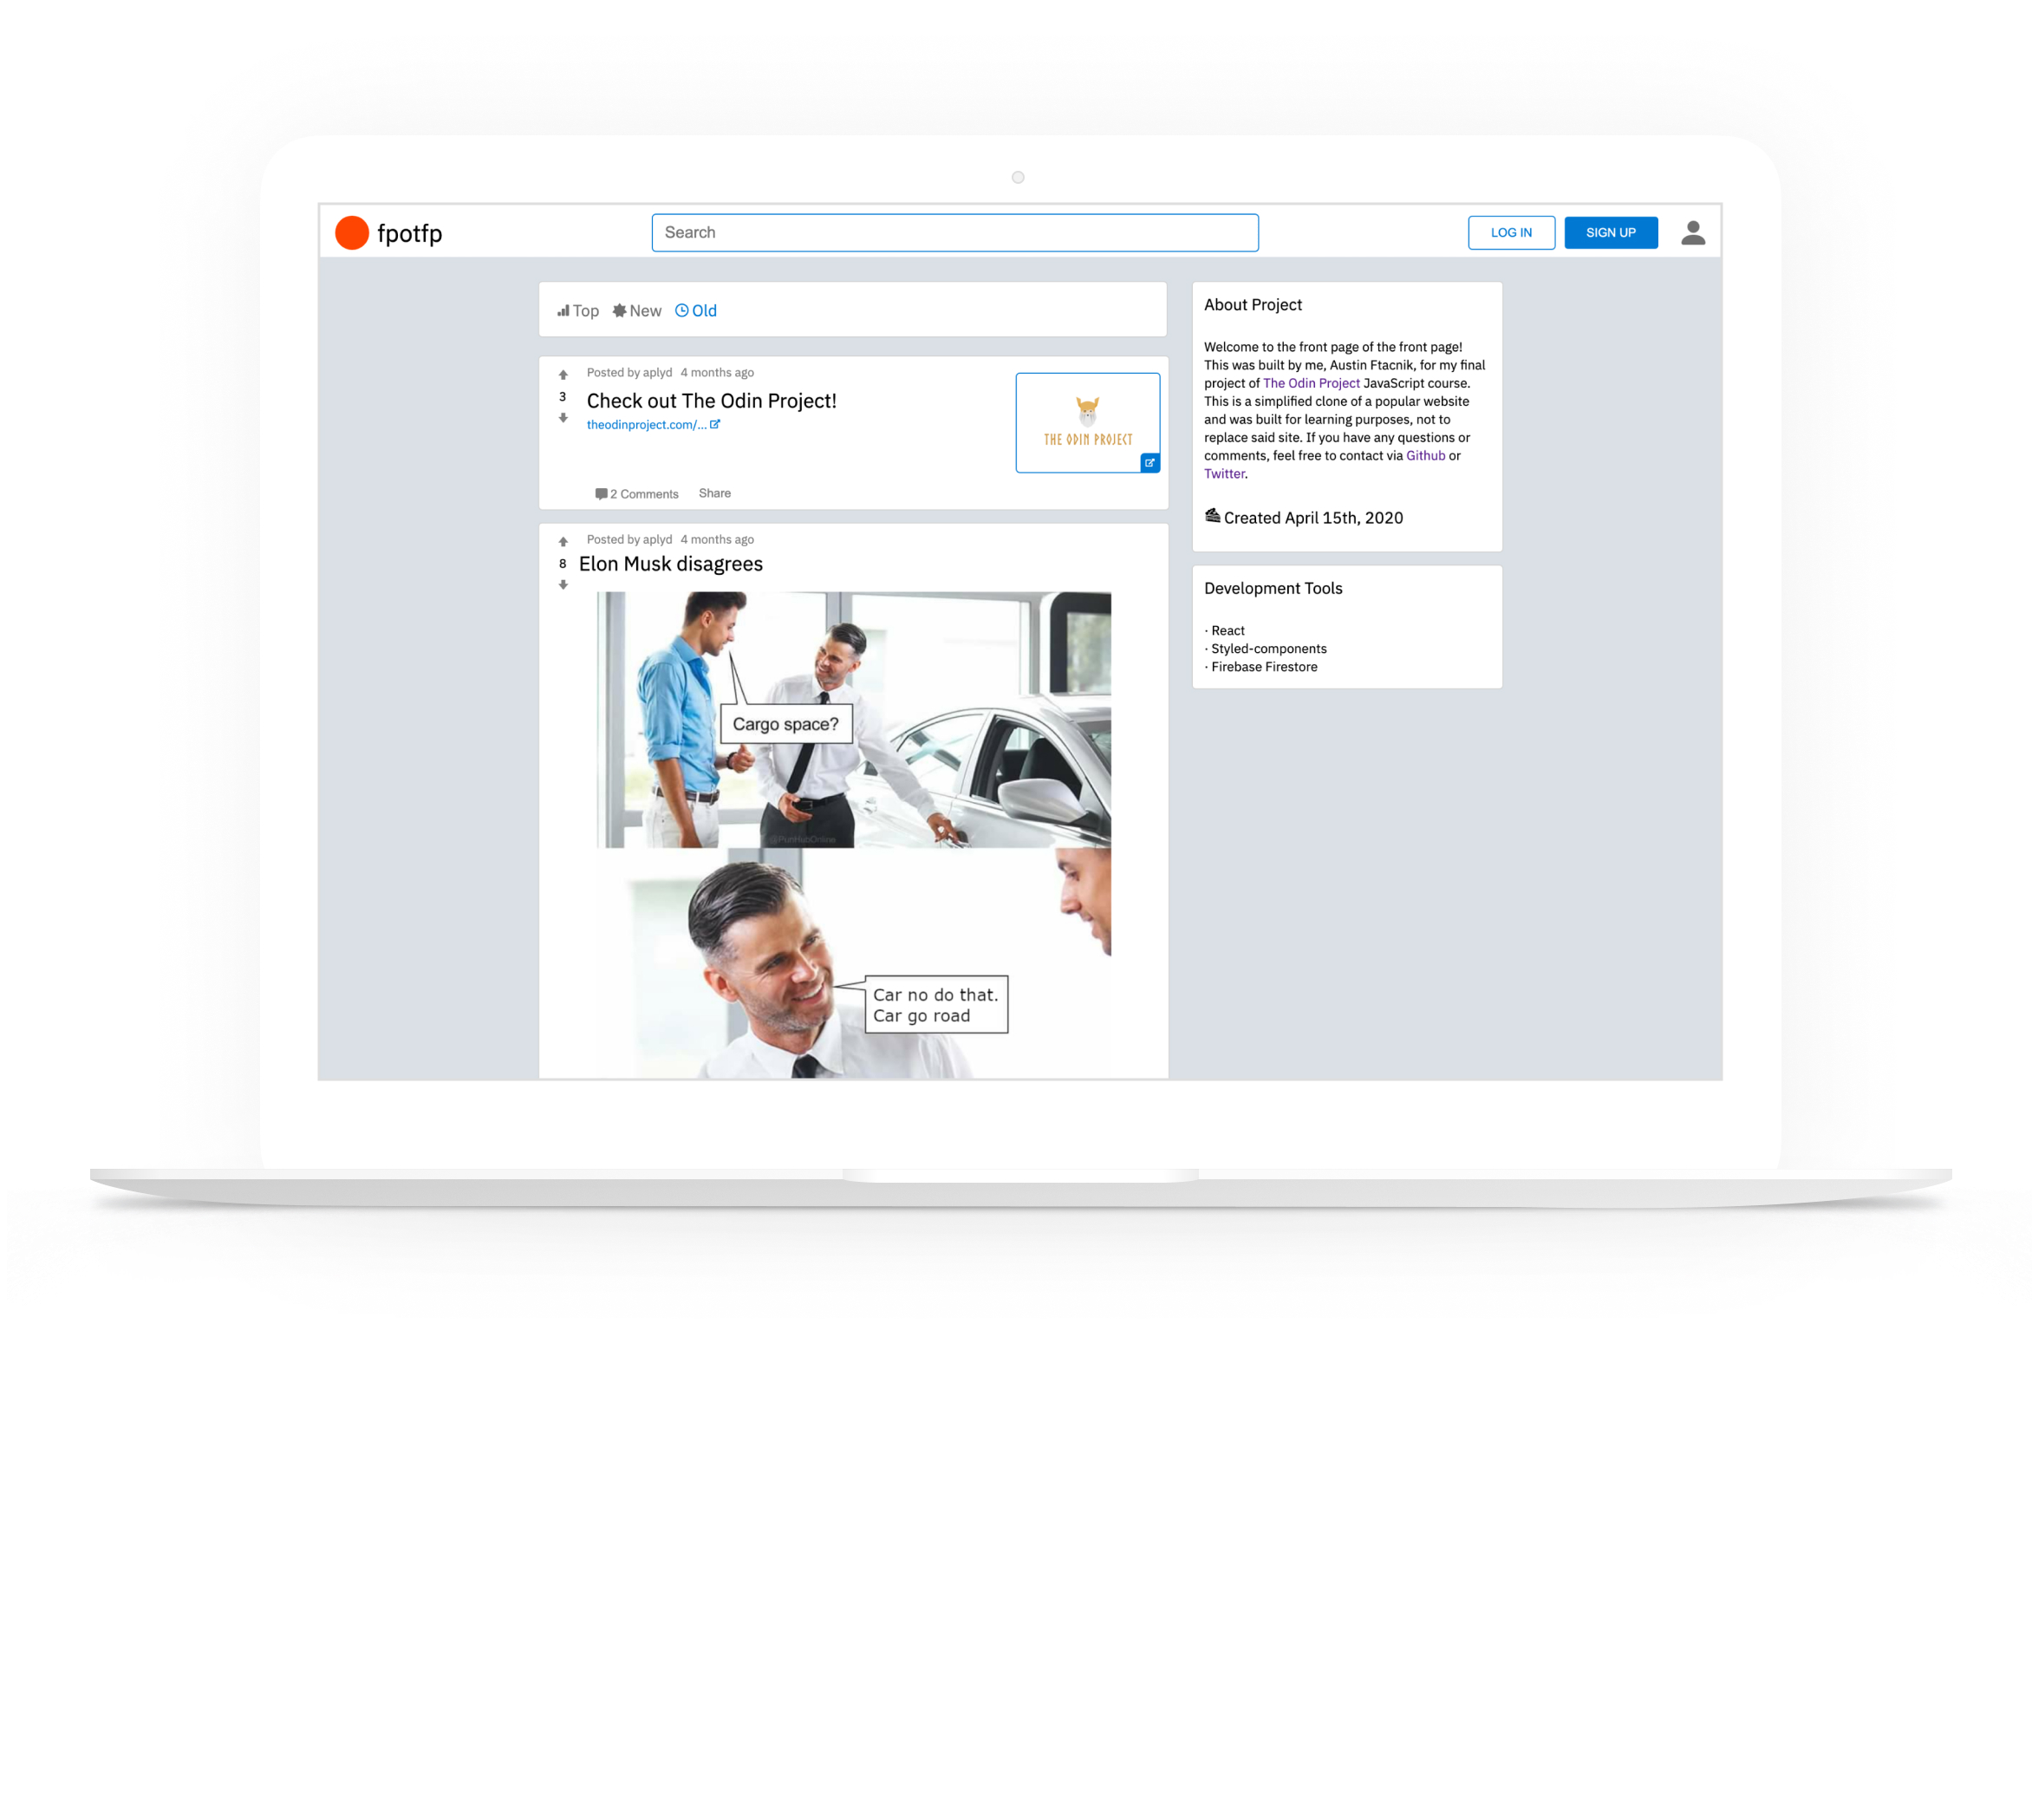 fpotfp
Search
LOG IN
SIGN UP
Top New Old
Posted by aplyd 4 months ago
3
Check out The Odin Project!
theodinproject.com/...
THE ODIN PROJECT
2 Comments Share
Posted by aplyd 4 months ago
8
Elon Musk disagrees
Cargo space?
Car no do that.
Car go road
About Project
Welcome to the front page of the front page!
This was built by me, Austin Ftacnik, for my final
project of The Odin Project JavaScript course.
This is a simplified clone of a popular website
and was built for learning purposes, not to
replace said site. If you have any questions or
comments, feel free to contact via Github or
Twitter.
Created April 15th, 2020
Development Tools
· React
· Styled-components
· Firebase Firestore